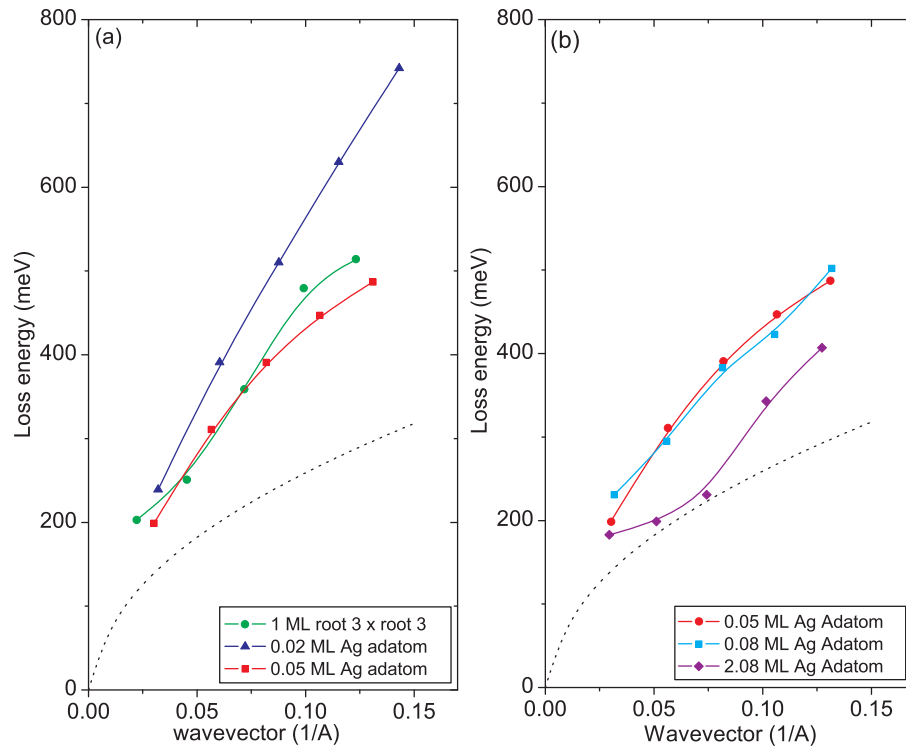 (a)
800
600
400
200
0
Loss energy (meV)
0.00
0.05
0.10
0.15
wavevector (1/A)
1 ML root 3 x root 3
0.02 ML Ag adatom
0.05 ML Ag adatom
(b)
800
600
400
200
0
Loss energy (meV)
0.00
0.05
0.10
0.15
Wavevector (1/A)
0.05 ML Ag Adatom
0.08 ML Ag Adatom
2.08 ML Ag Adatom